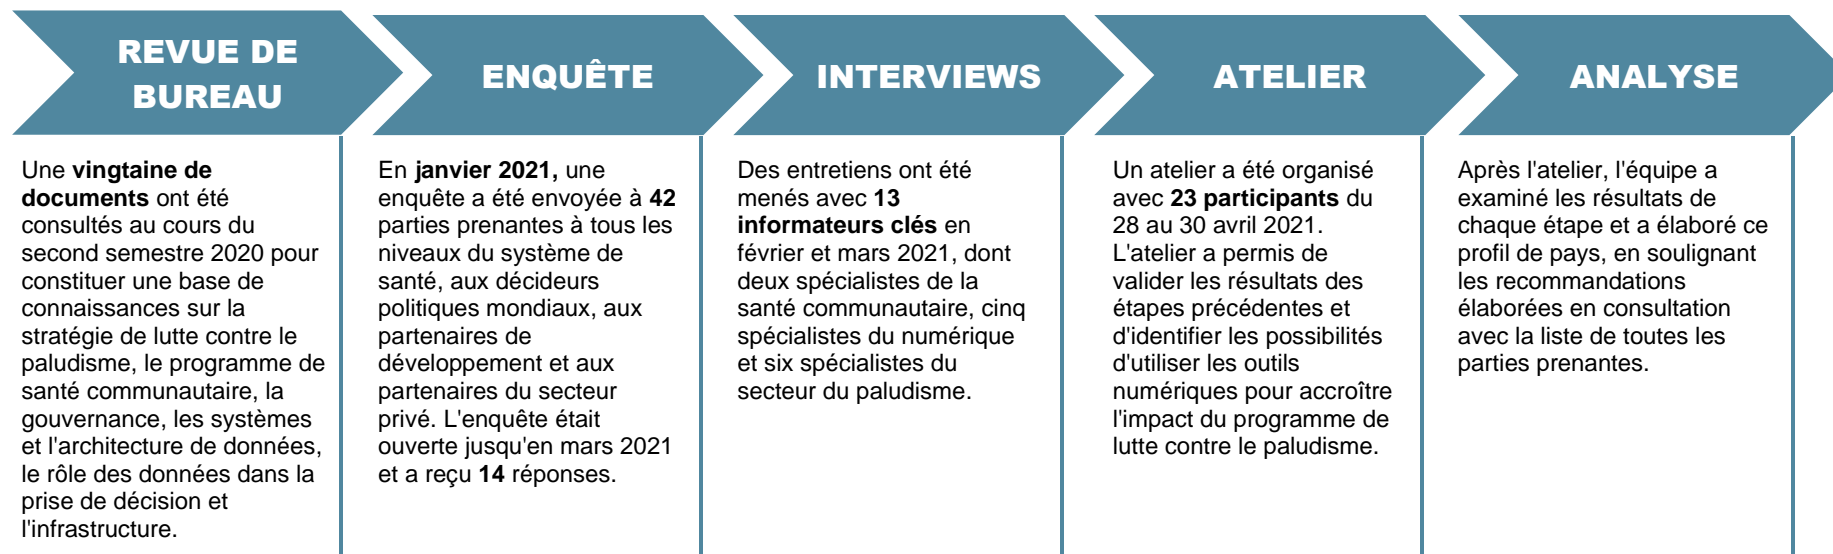 REVUE DE
BUREAU
Une vingtaine de
documents ont été
consultés au cours du
second semestre 2020 pour
constituer une base de
connaissances sur la
stratégie de lutte contre le
paludisme, le programme de
santé communautaire, la
gouvernance, les systèmes
et l'architecture de données,
le rôle des données dans la
prise de décision et
l'infrastructure.
ENQUÊTE
En janvier 2021, une
enquête a été envoyée à 42
parties prenantes à tous les
niveaux du système de
santé, aux décideurs
politiques mondiaux, aux
partenaires de
développement et aux
partenaires du secteur
privé. L'enquête était
ouverte jusqu'en mars 2021
et a reçu 14 réponses.
INTERVIEWS
Des entretiens ont été
menés avec 13
informateurs clés en
février et mars 2021, dont
deux spécialistes de la
santé communautaire, cinq
spécialistes du numérique
et six spécialistes du
secteur du paludisme.
ATELIER
Un atelier a été organisé
avec 23 participants du
28 au 30 avril 2021.
L'atelier a permis de
valider les résultats des
étapes précédentes et
d'identifier les possibilités
d'utiliser les outils
numériques pour accroître
l'impact du programme de
lutte contre le paludisme.
ANALYSE
Après l'atelier, l'équipe a
examiné les résultats de
chaque étape et a élaboré ce
profil de pays, en soulignant
les recommandations
élaborées en consultation
avec la liste de toutes les
parties prenantes.